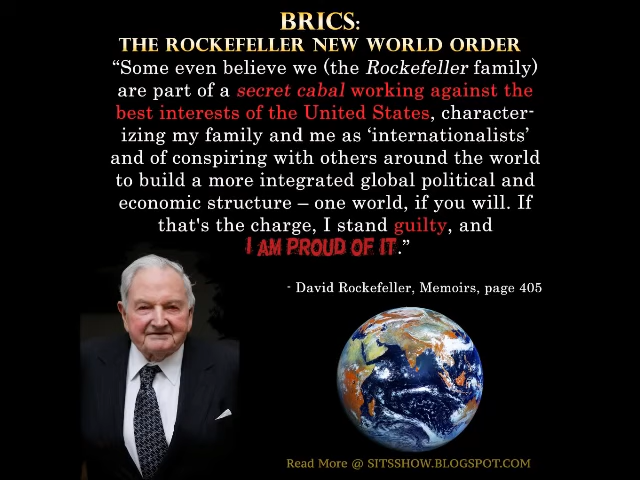 BRICS:
THE ROCKEFELLER NEW WORLD ORDER
“Some even believe we (the Rockefeller family)
are part of a secret cabal working against the
best interests of the United States, character-
izing my family and me as ‘internationalists’
and of conspiring with others around the world
to build a more integrated global political and
economic structure – one world, if you will. If
that's the charge, I stand guilty, and
I AM PROUD OF IT.”
- David Rockefeller, Memoirs, page 405
Read More @ SITSSHOW.BLOGSPOT.COM